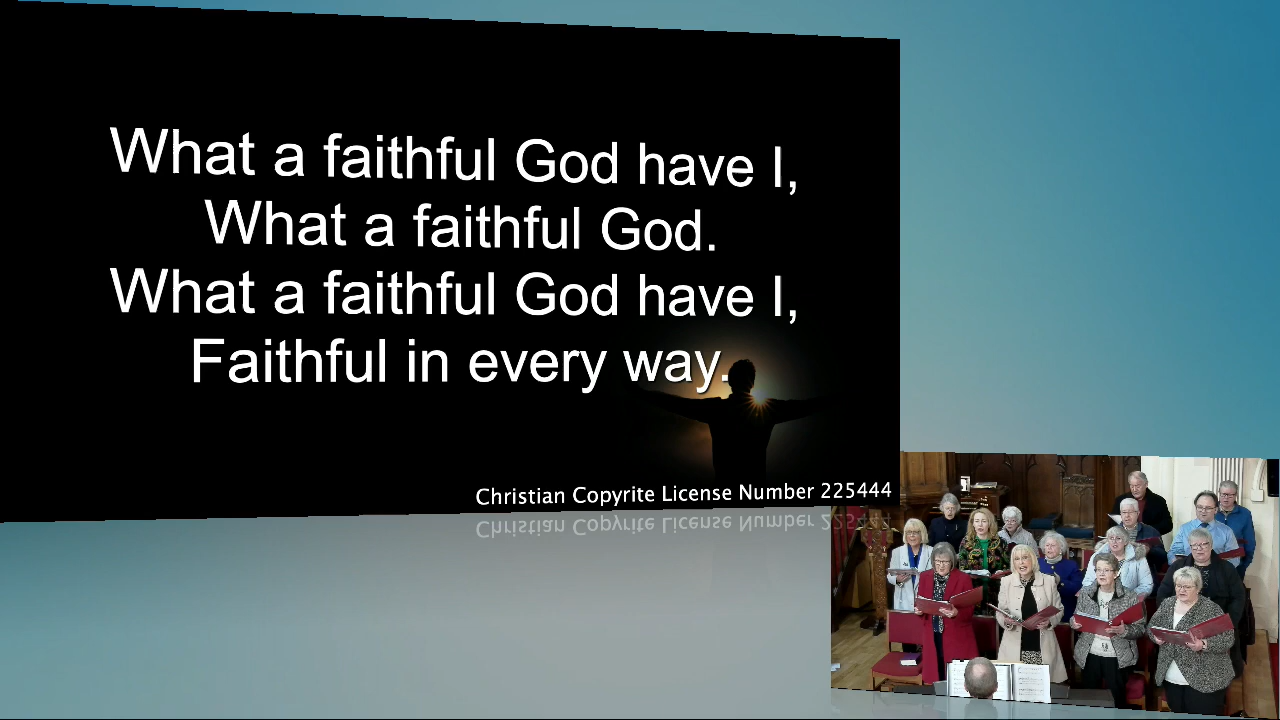 What a faithful God have I,
What a faithful God.
What a faithful God have I,
Faithful in every way.
Christian Copyrite License Number 225444